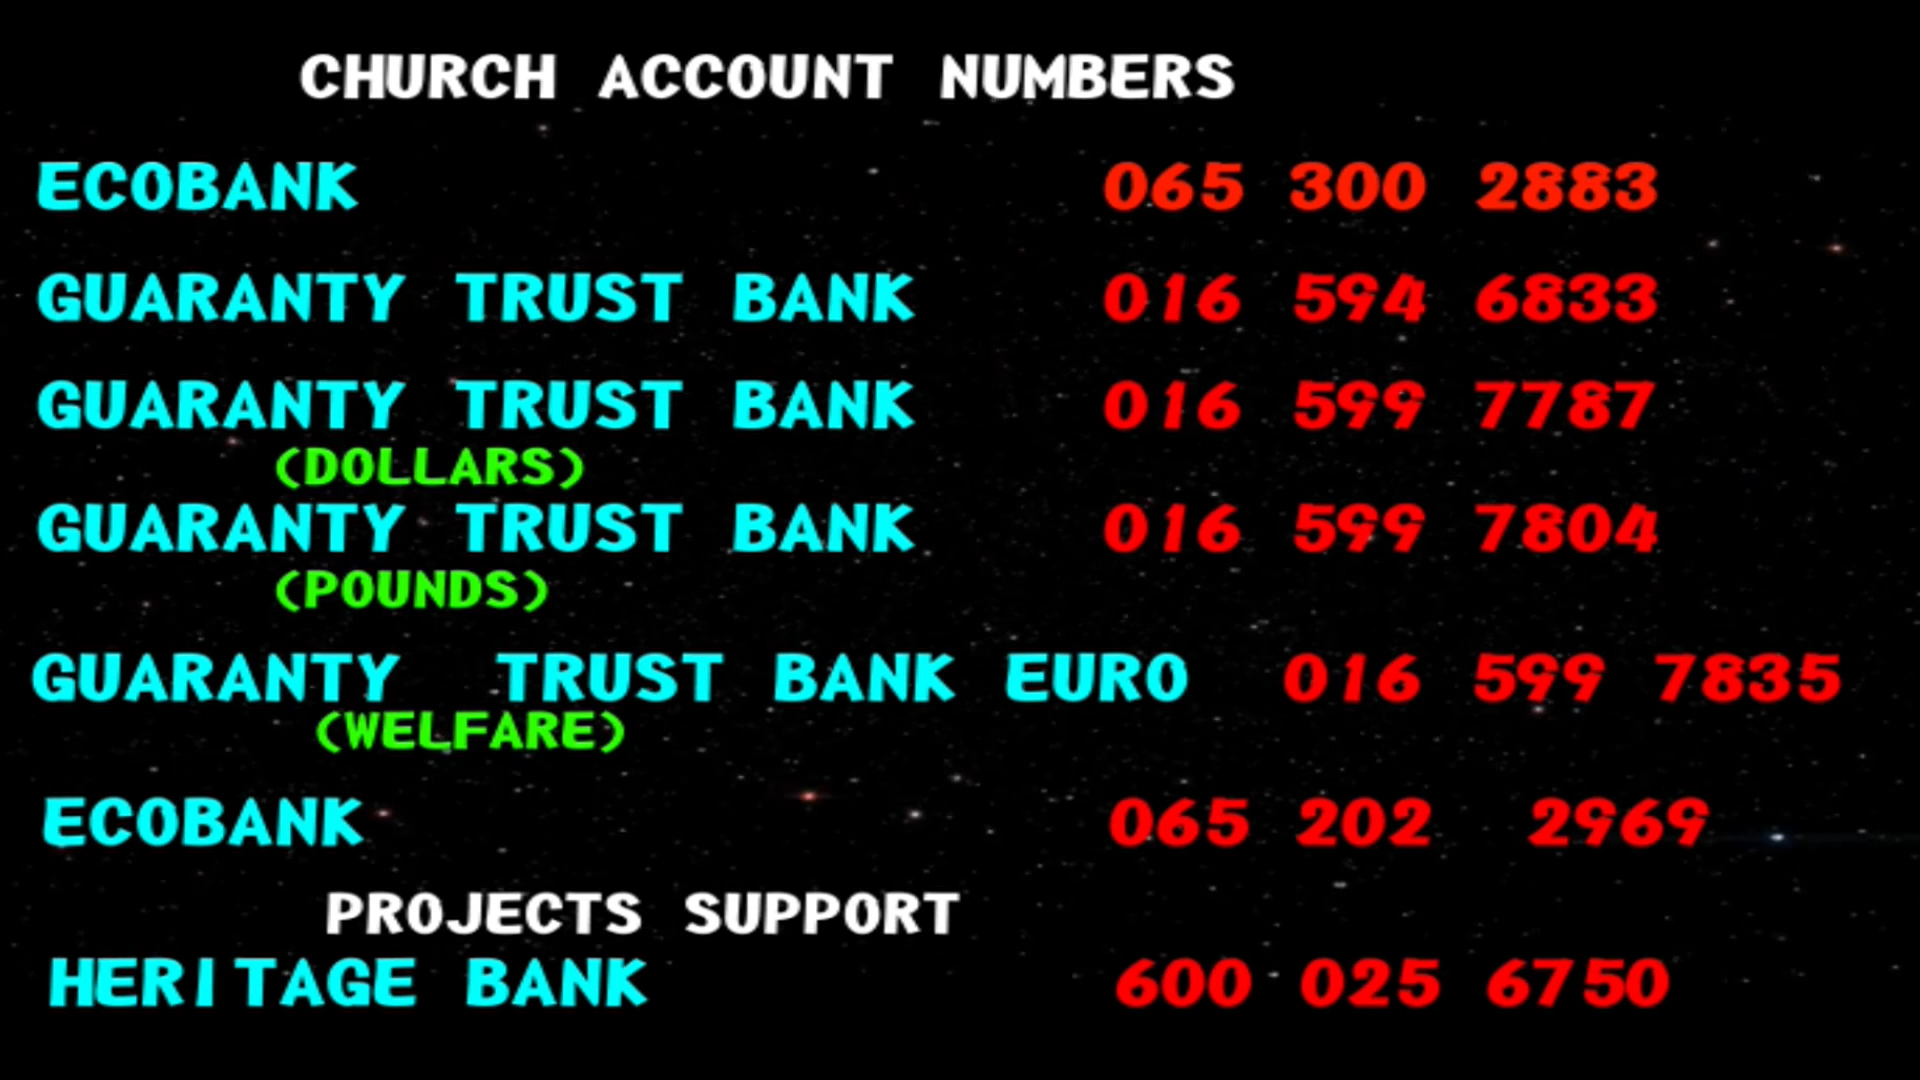 CHURCH ACCOUNT NUMBERS
ECOBANK 065 300 2883
GUARANTY TRUST BANK 016 594 6833
GUARANTY TRUST BANK 016 599 7787
(DOLLARS)
GUARANTY TRUST BANK 016 599 7804
(POUNDS)
GUARANTY TRUST BANK EURO 016 599 7835
(WELFARE)
ECOBANK 065 202 2969
PROJECTS SUPPORT
HERITAGE BANK 600 025 6750